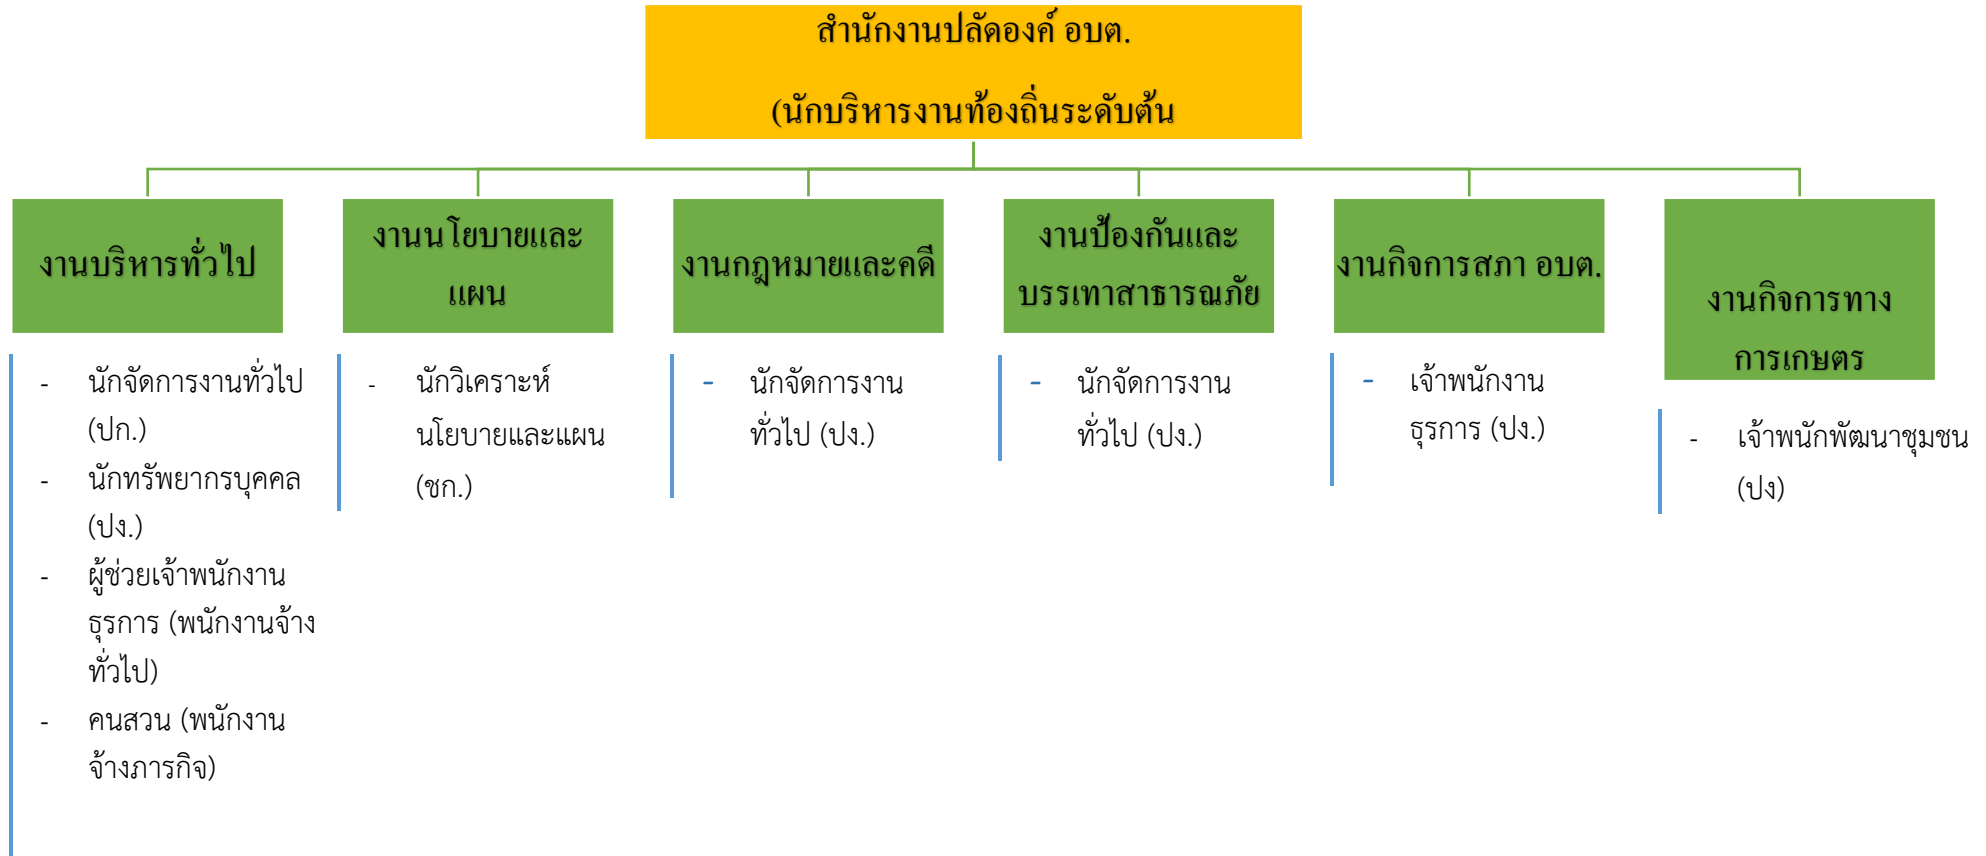 สำนักงานปลัดองค์ อบต.
(นักบริหารงานท้องถิ่นระดับต้น
งานบริหารทั่วไป
- นักจัดการงานทั่วไป
(ปก.)
- นักทรัพยากรบุคคล
(ปง.)
- ผู้ช่วยเจ้าพนักงาน
ธุรการ (พนักงานจ้าง
ทั่วไป)
- คนสวน (พนักงาน
จ้างภารกิจ)
งานนโยบายและ
แผน
- นักวิเคราะห์
นโยบายและแผน
(ชก.)
งานกฎหมายและคดี
- นักจัดการงาน
ทั่วไป (ปง.)
งานป้องกันและ
บรรเทาสาธารณภัย
- นักจัดการงาน
ทั่วไป (ปง.)
งานกิจการสภา อบต.
- เจ้าพนักงาน
ธุรการ (ปง.)
งานกิจการทาง
การเกษตร
- เจ้าพนักพัฒนาชุมชน
(ปง)